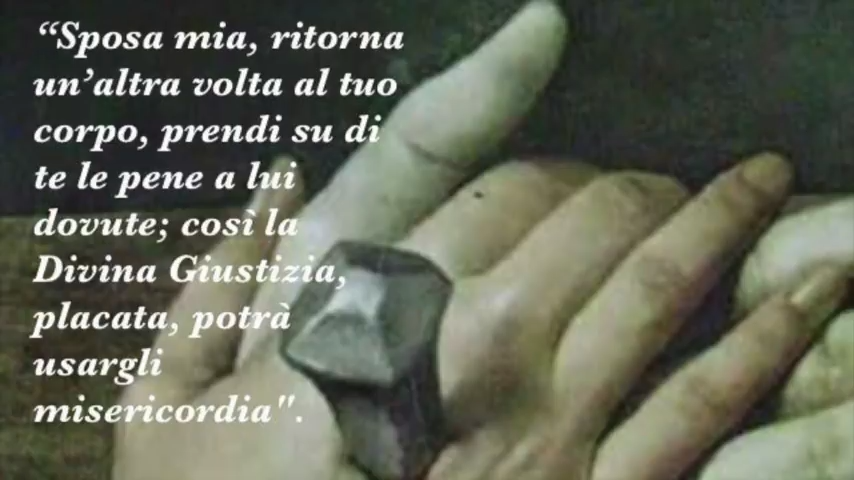 “Sposa mia, ritorna
un’altra volta al tuo
corpo, prendi su di
te le pene a lui
dovute; così la
Divina Giustizia,
placata, potrà
usargli
misericordia".